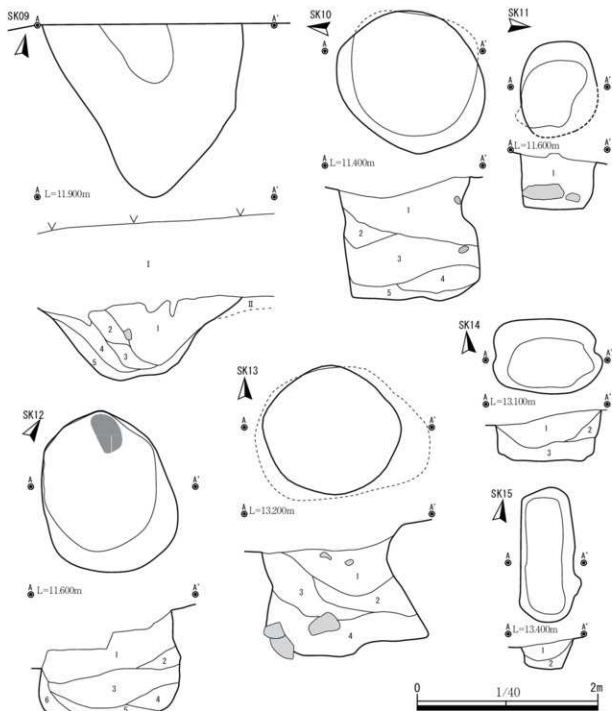 SK09
A A'
A L=11.900m A'
I
II
1
2
3
4
5
SK10
A A'
A L=11.400m A'
1
2
3
4
5
SK11
A A'
A L=11.600m A'
1
SK12
A A'
A L=11.600m A'
1
2
3
4
5
6
SK13
A A'
A L=13.200m A'
1
2
3
4
SK14
A A'
A L=13.100m A'
1
2
3
SK15
A A'
A L=13.400m A'
1
2
0 1/40 2m